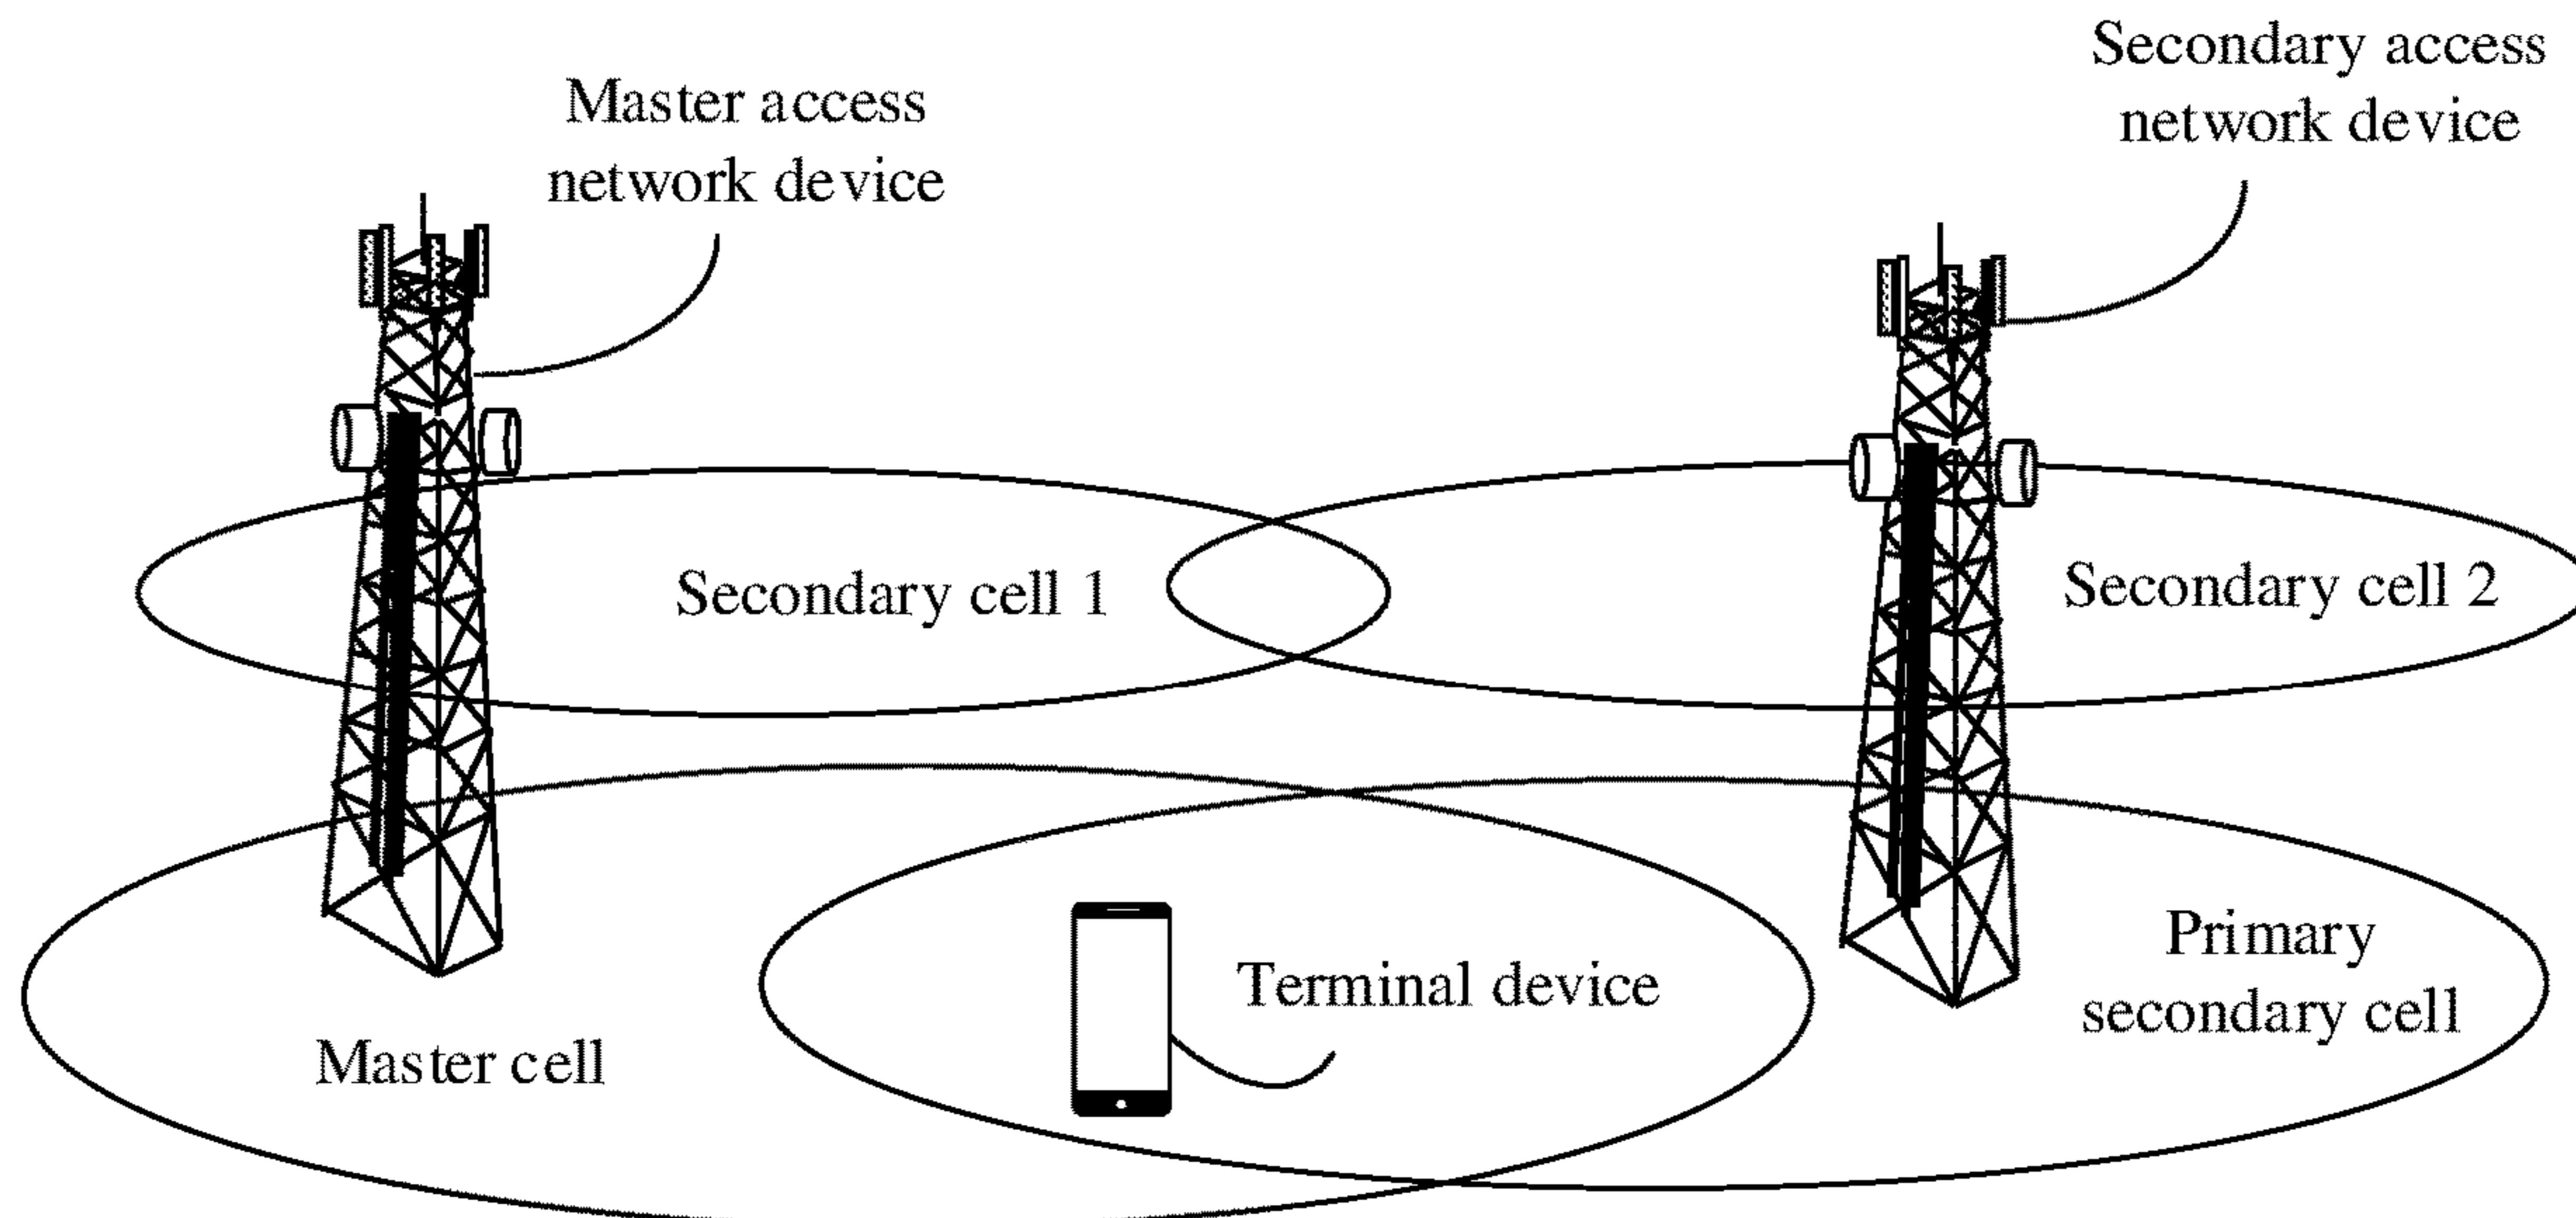 Master access
network device
Secondary access
network device
Secondary cell 1
Secondary cell 2
Terminal device
Primary
secondary cell
Master cell